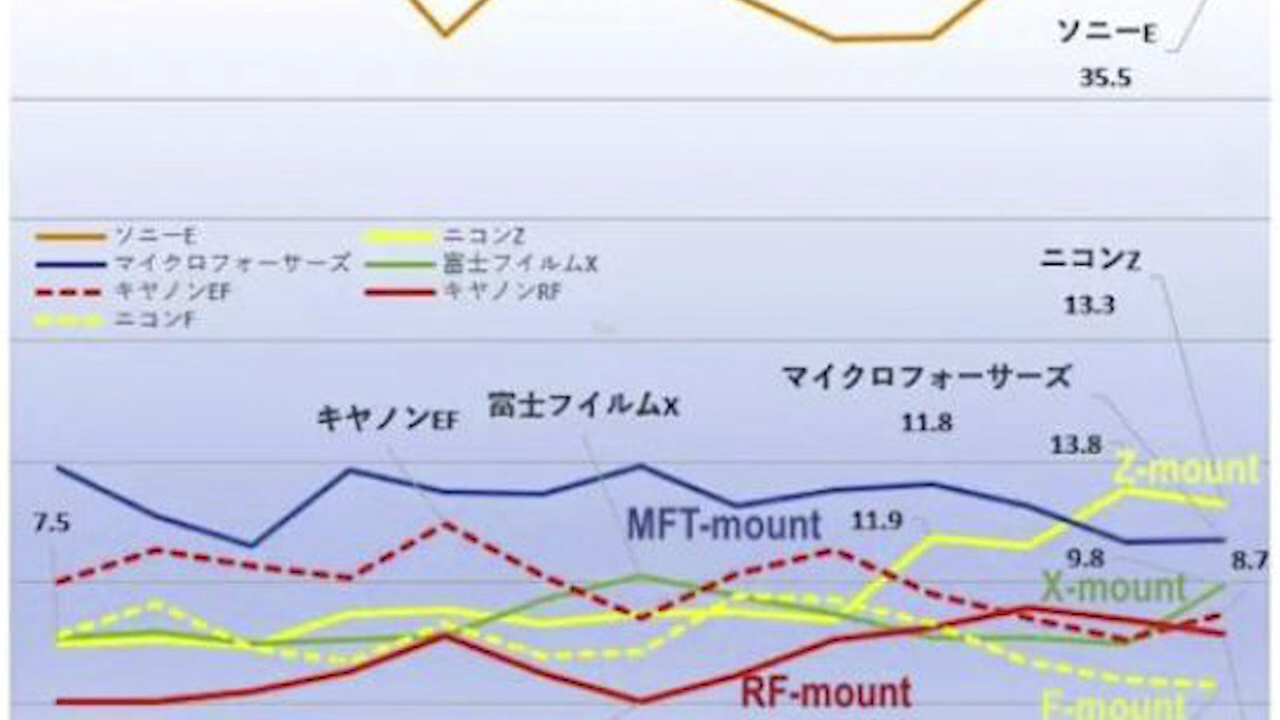 ソニーE
35.5
ソニーE
ニコンZ
マイクロフォーサーズ
富士フイルムX
キヤノンEF
キヤノンRF
ニコンF
ニコンZ
13.3
マイクロフォーサーズ
11.8
富士フイルムX
キヤノンEF
13.8
Z-mount
7.5
MFT-mount
11.9
9.8
8.7
X-mount
RF-mount
F-mount